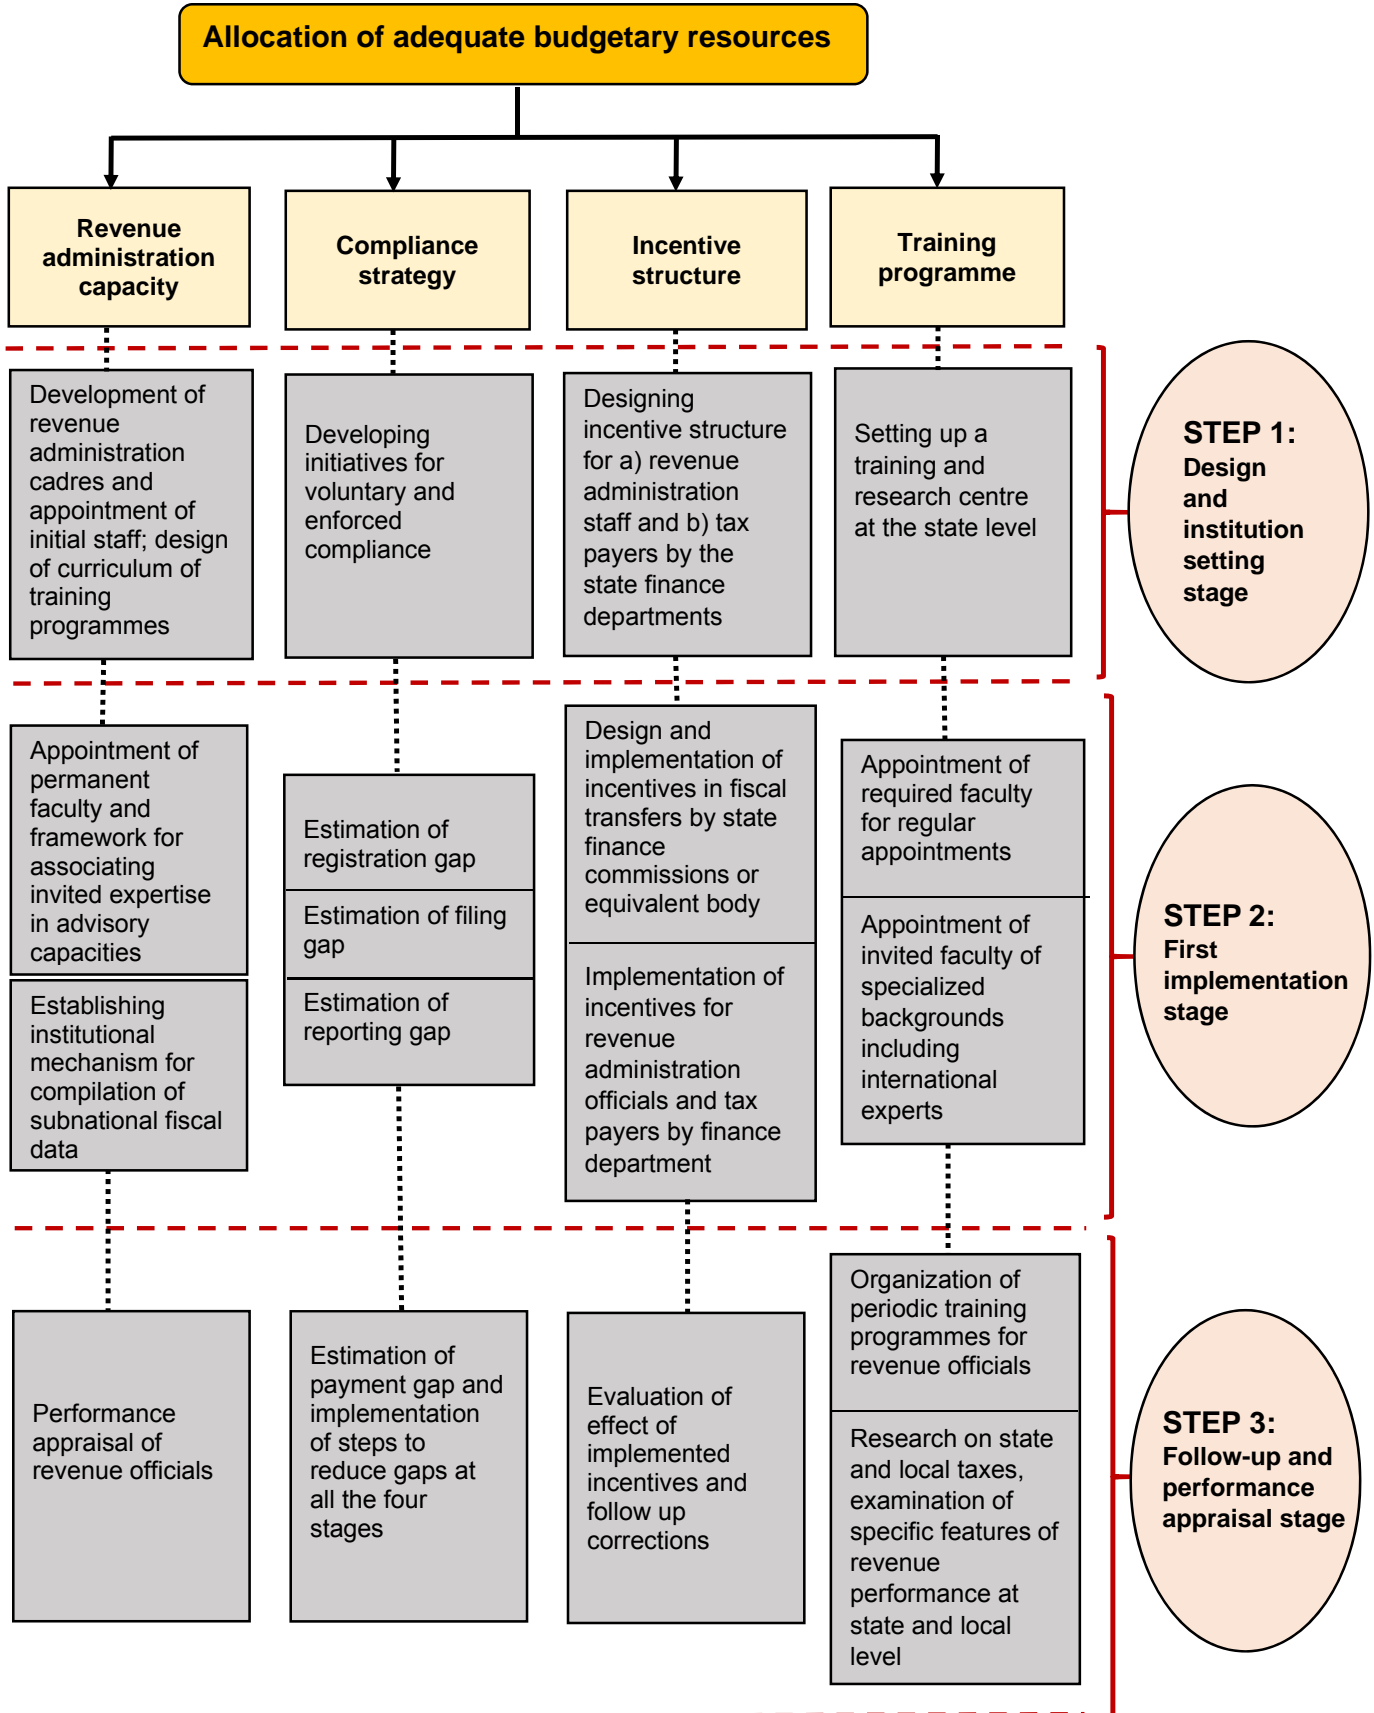 Allocation of adequate budgetary resources
Revenue
administration
capacity
Compliance
strategy
Incentive
structure
Training
programme
Development of
revenue
administration
cadres and
appointment of
initial staff; design
of curriculum of
training
programmes
Developing
initiatives for
voluntary and
enforced
compliance
Designing
incentive structure
for a) revenue
administration
staff and b) tax
payers by the
state finance
departments
Setting up a
training and
research centre
at the state level
STEP 1:
Design
and
institution
setting
stage
Appointment of
permanent
faculty and
framework for
associating
invited expertise
in advisory
capacities
Establishing
institutional
mechanism for
compilation of
subnational fiscal
data
Estimation of
registration gap
Estimation of filing
gap
Estimation of
reporting gap
Design and
implementation of
incentives in fiscal
transfers by state
finance
commissions or
equivalent body
Implementation of
incentives for
revenue
administration
officials and tax
payers by finance
department
Appointment of
required faculty
for regular
appointments
Appointment of
invited faculty of
specialized
backgrounds
including
international
experts
STEP 2:
First
implementation
stage
Performance
appraisal of
revenue officials
Estimation of
payment gap and
implementation
of steps to
reduce gaps at
all the four
stages
Evaluation of
effect of
implemented
incentives and
follow up
corrections
Organization of
periodic training
programmes for
revenue officials
Research on state
and local taxes,
examination of
specific features of
revenue
performance at
state and local
level
STEP 3:
Follow-up and
performance
appraisal stage